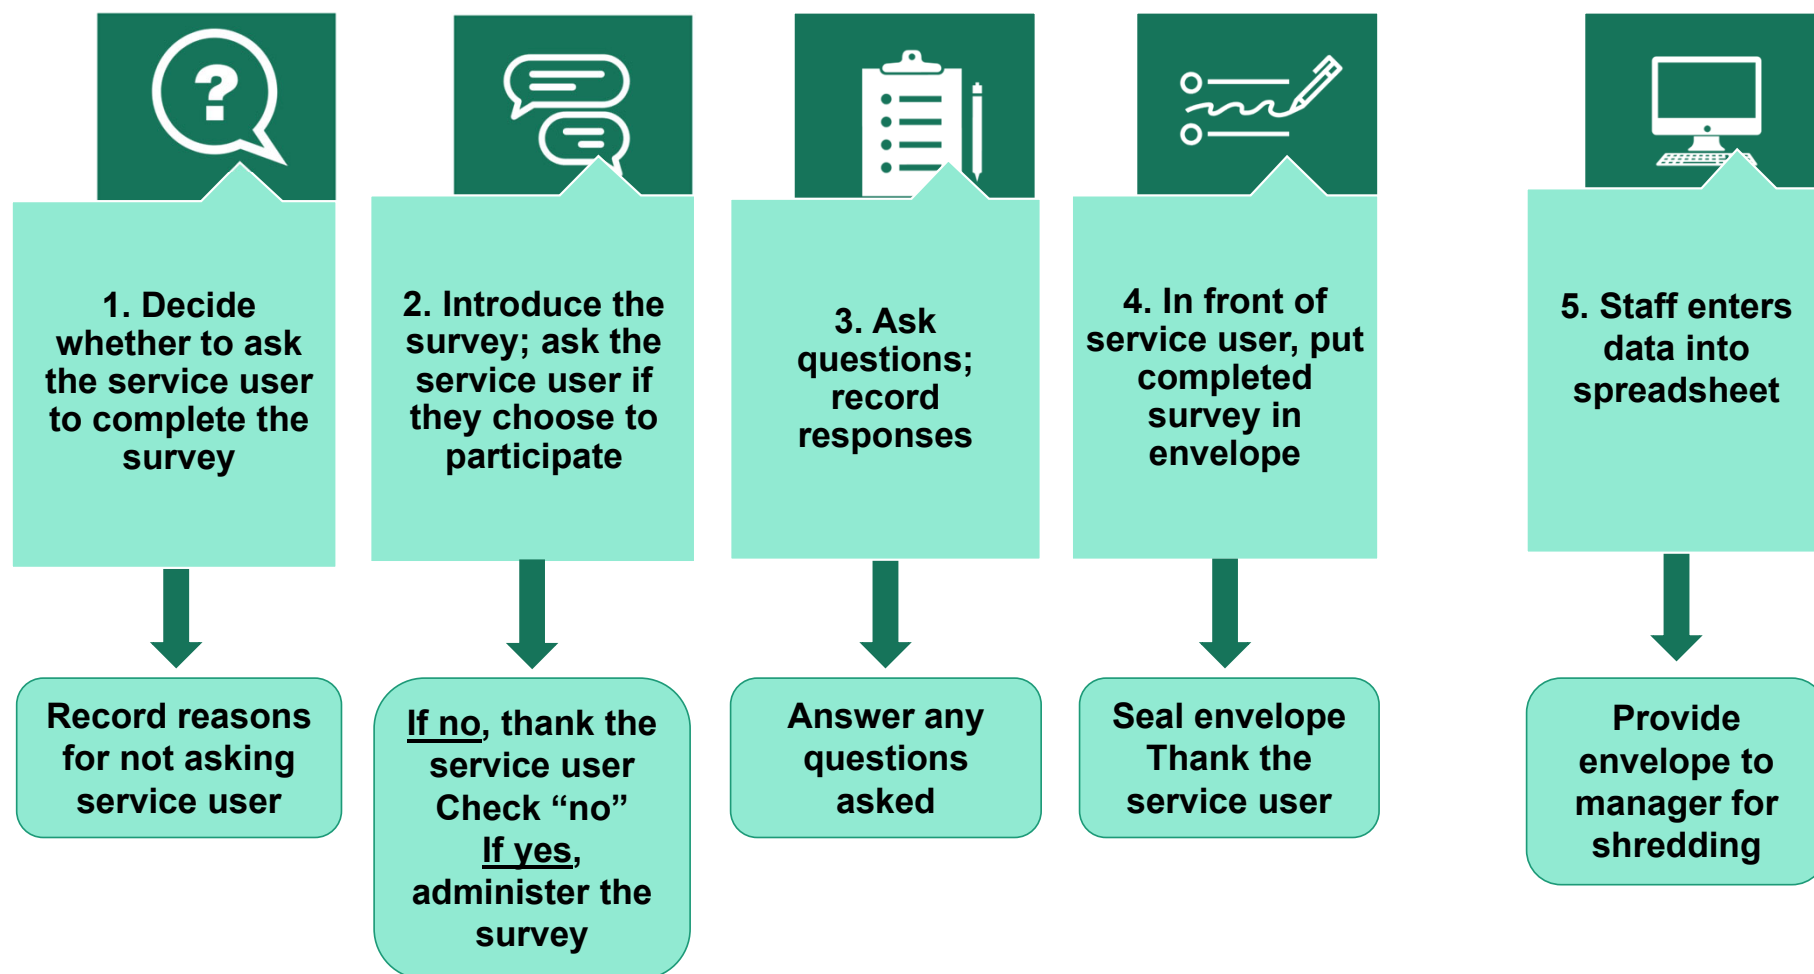 ?
1. Decide
whether to ask
the service user
to complete the
survey
2. Introduce the
survey; ask the
service user if
they choose to
participate
3. Ask
questions;
record
responses
4. In front of
service user, put
completed
survey in
envelope
5. Staff enters
data into
spreadsheet
Record reasons
for not asking
service user
If no, thank the
service user
Check “no”
If yes,
administer the
survey
Answer any
questions
asked
Seal envelope
Thank the
service user
Provide
envelope to
manager for
shredding